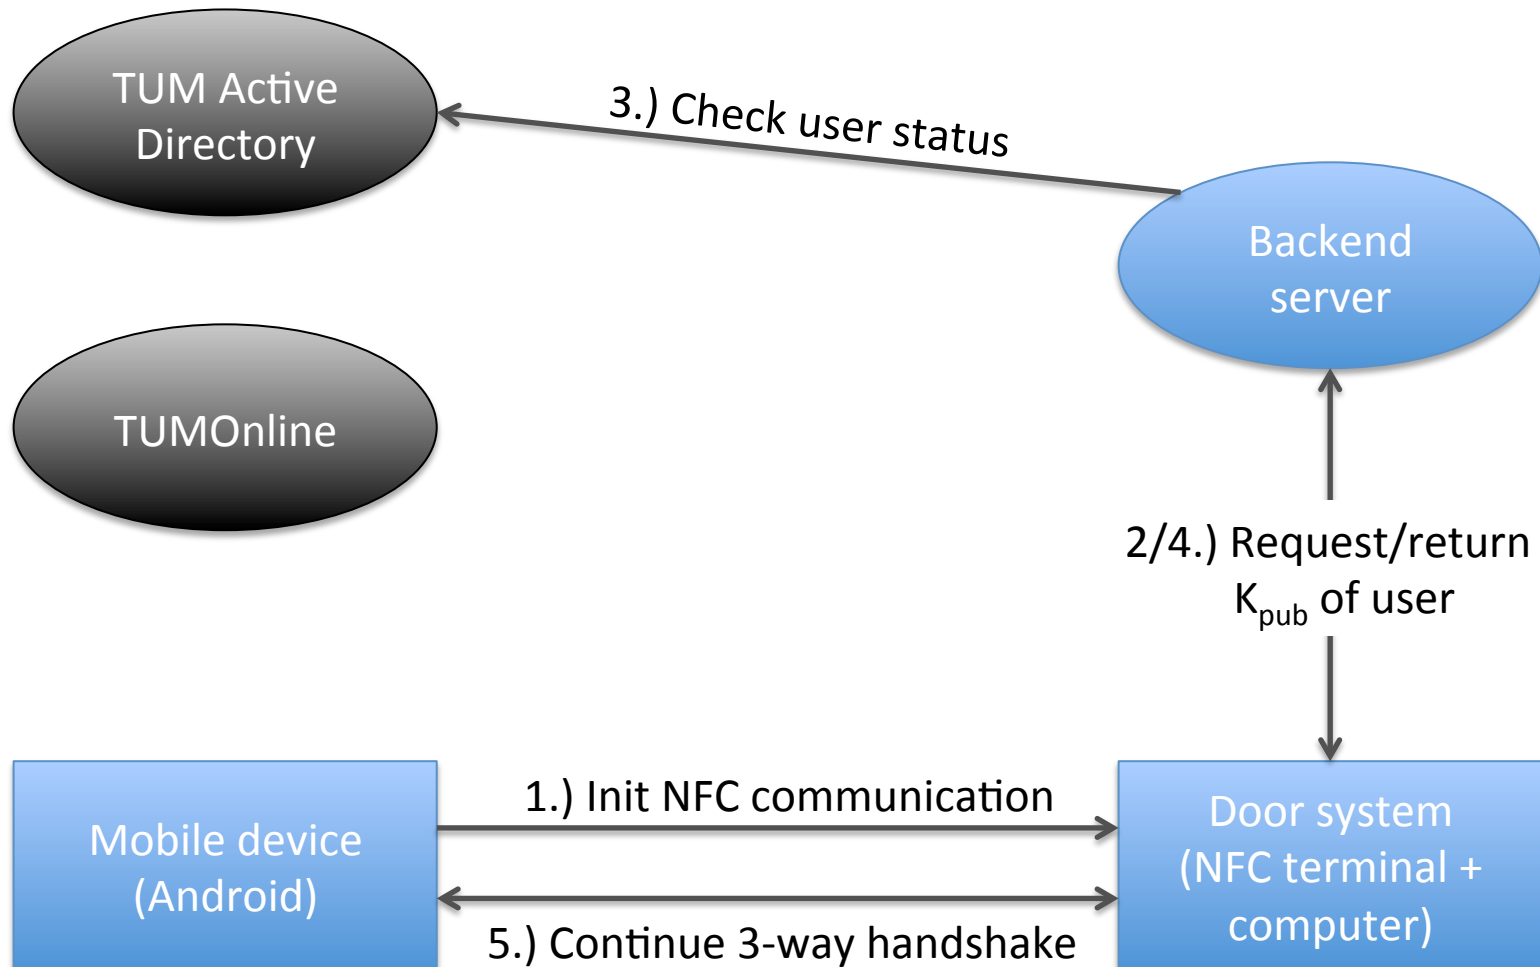 TUM Active
Directory
3.) Check user status
Backend
server
TUMOnline
2/4.) Request/return
K_pub of user
Mobile device
(Android)
1.) Init NFC communication
5.) Continue 3-way handshake
Door system
(NFC terminal +
computer)